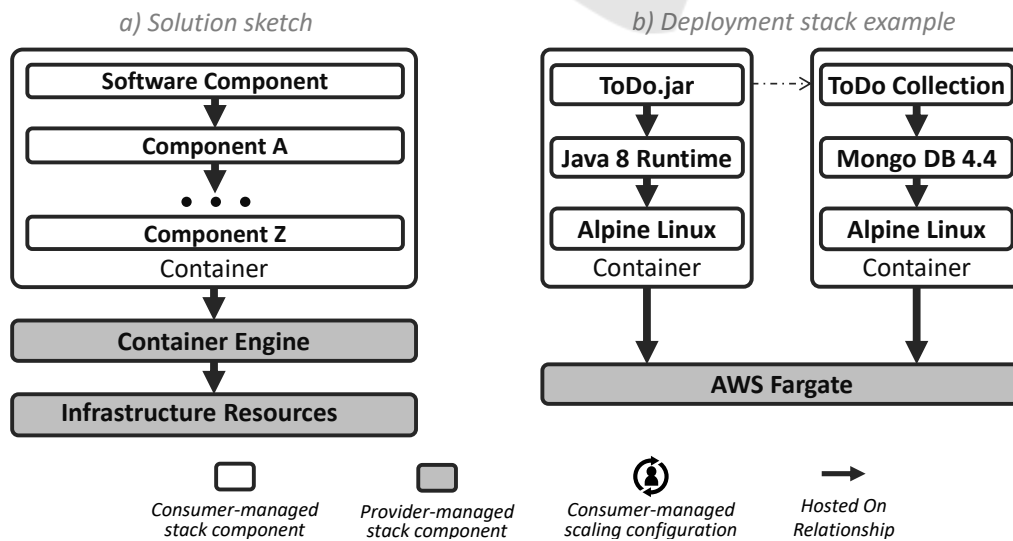 a) Solution sketch
Software Component
Component A
• • •
Component Z
Container
Container Engine
Infrastructure Resources
b) Deployment stack example
ToDo.jar
ToDo Collection
Java 8 Runtime
Mongo DB 4.4
Alpine Linux
Alpine Linux
Container
Container
AWS Fargate
Consumer-managed
stack component
Provider-managed
stack component
Consumer-managed
scaling configuration
Hosted On
Relationship